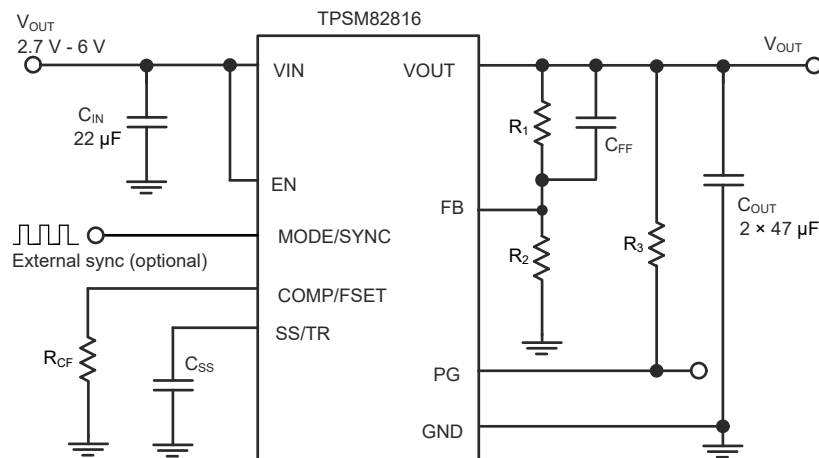 TPSM82816
VOUT
2.7 V - 6 V
VIN
VOUT
VOUT
CIN
22 µF
R1
CFF
EN
FB
COUT
2 × 47 µF
MODE/SYNC
External sync (optional)
R2
R3
COMP/FSET
SS/TR
RCF
CSS
PG
GND